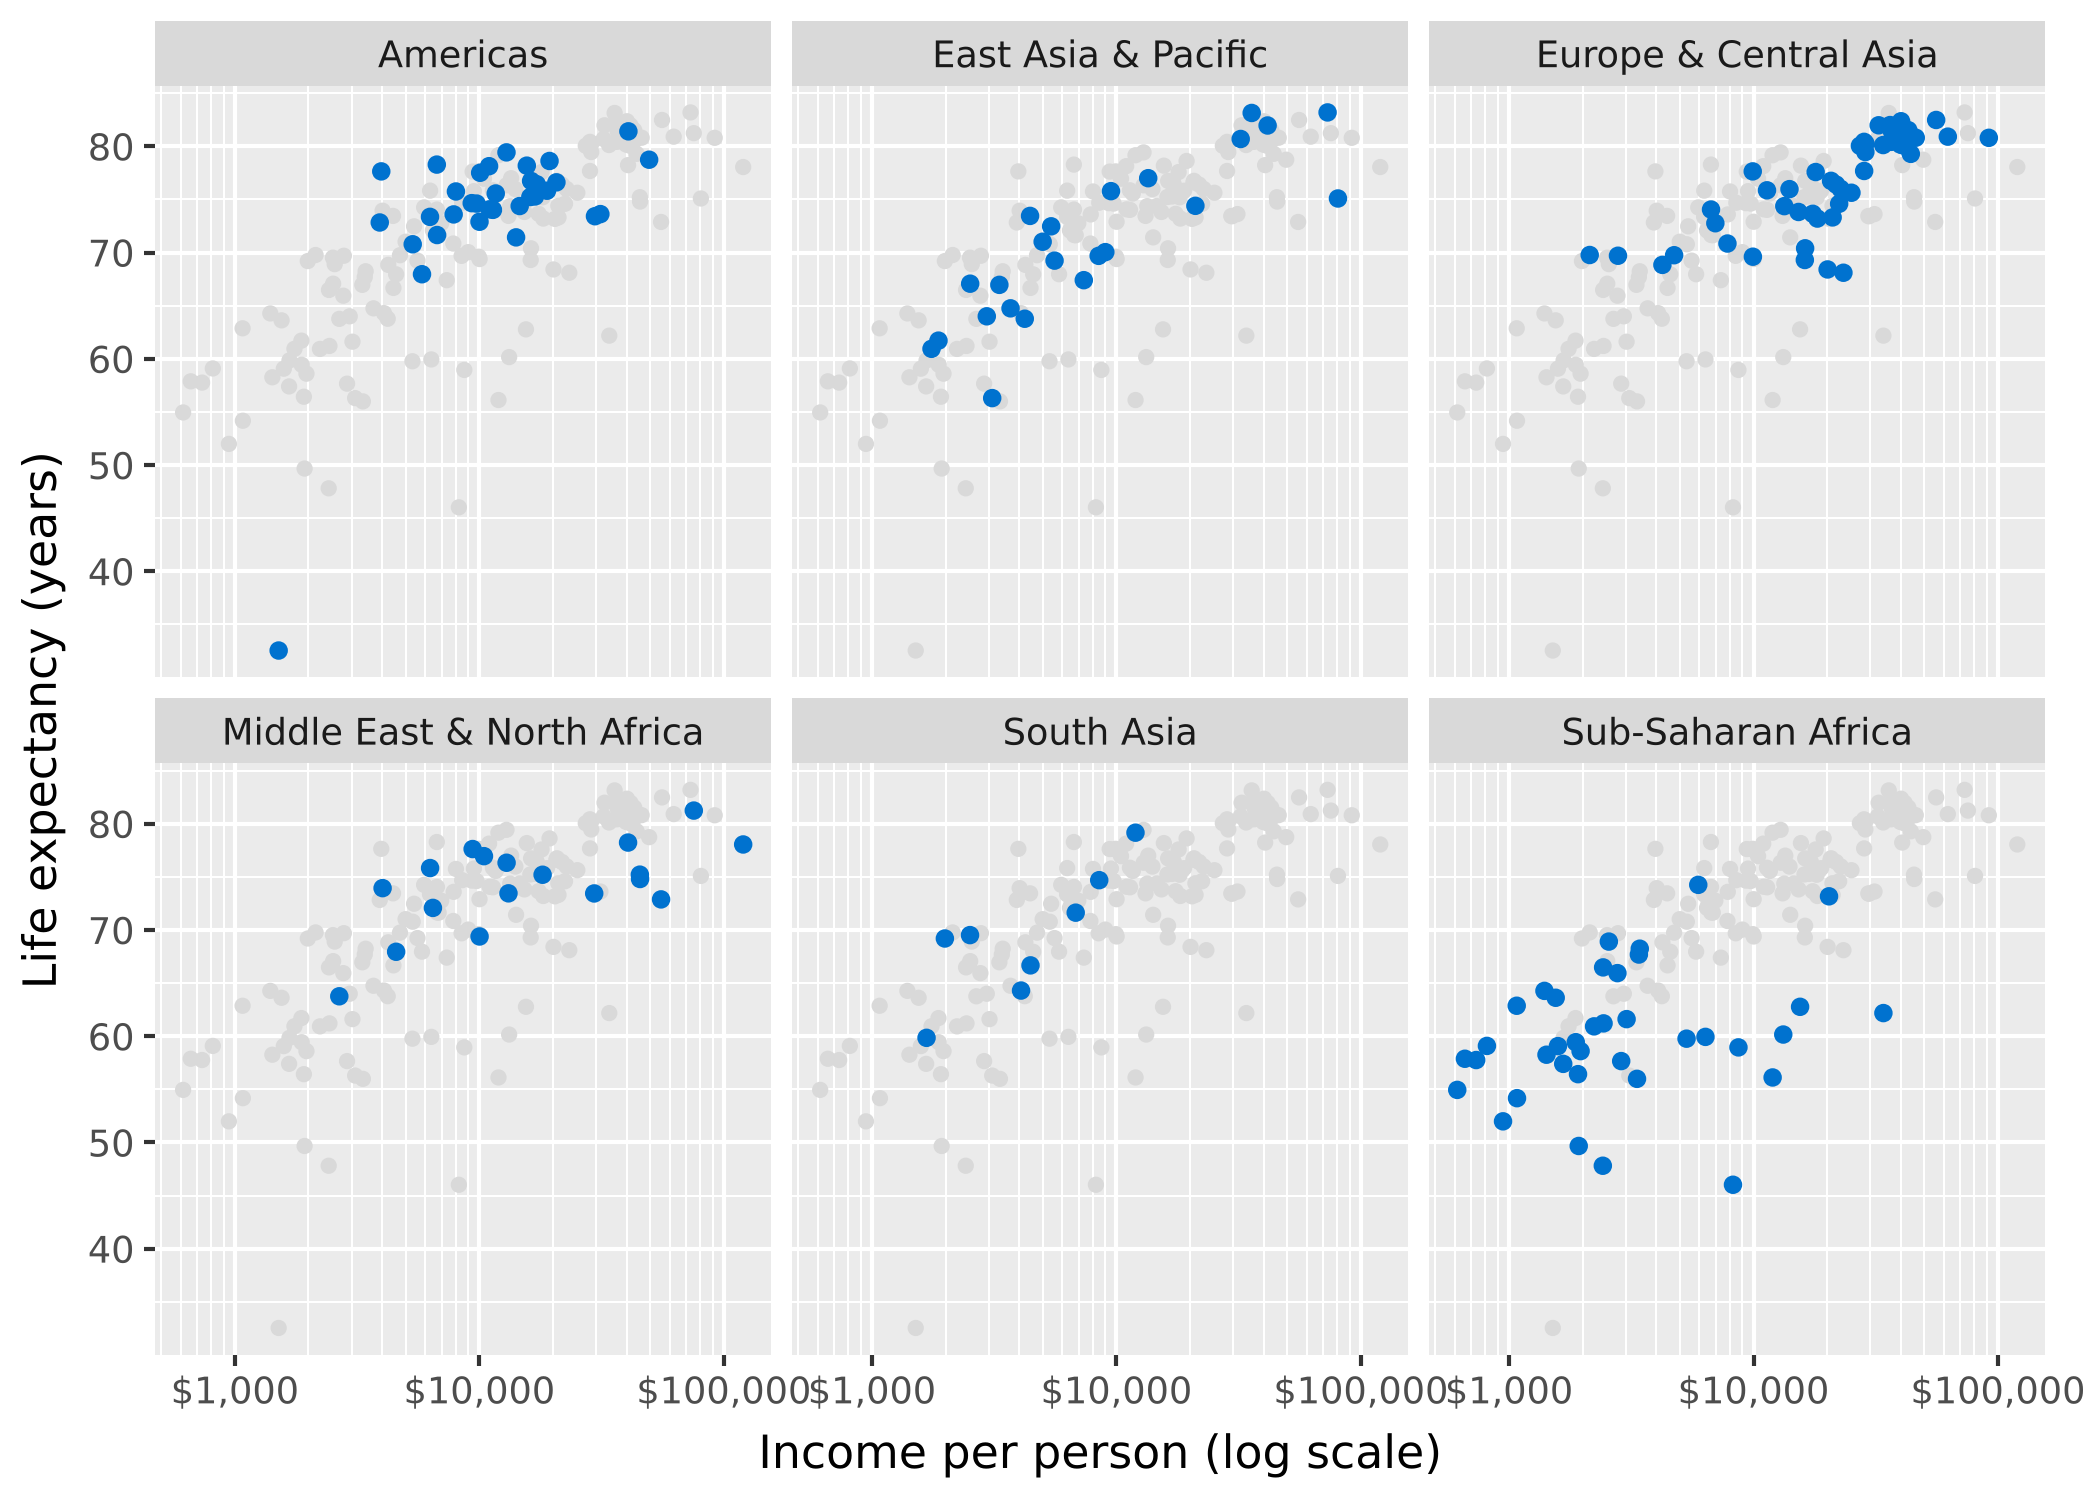 Americas
East Asia & Pacific
Europe & Central Asia
80
70
60
50
40
Life expectancy (years)
Middle East & North Africa
South Asia
Sub-Saharan Africa
80
70
60
50
40
$1,000 $10,000 $100,000 $1,000 $10,000 $100,000 $1,000 $10,000 $100,000
Income per person (log scale)